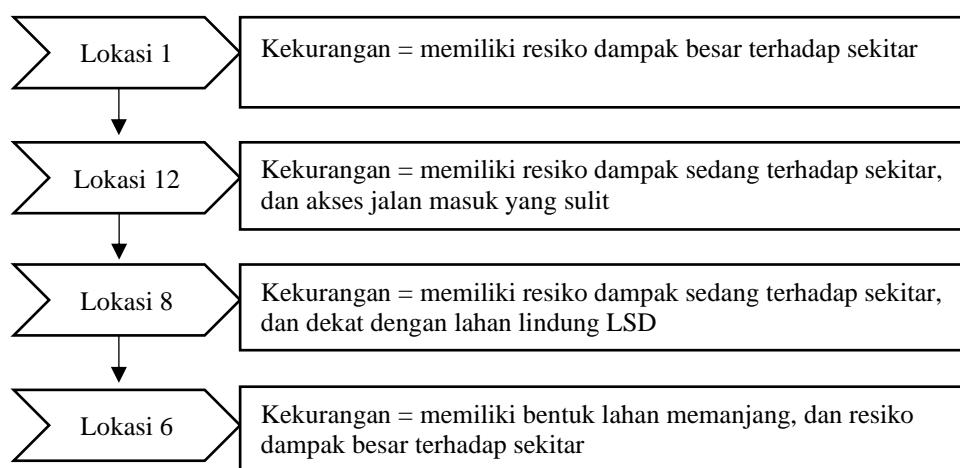 Lokasi 1
Kekurangan = memiliki resiko dampak besar terhadap sekitar
Lokasi 12
Kekurangan = memiliki resiko dampak sedang terhadap sekitar,
dan akses jalan masuk yang sulit
Lokasi 8
Kekurangan = memiliki resiko dampak sedang terhadap sekitar,
dan dekat dengan lahan lindung LSD
Lokasi 6
Kekurangan = memiliki bentuk lahan memanjang, dan resiko
dampak besar terhadap sekitar